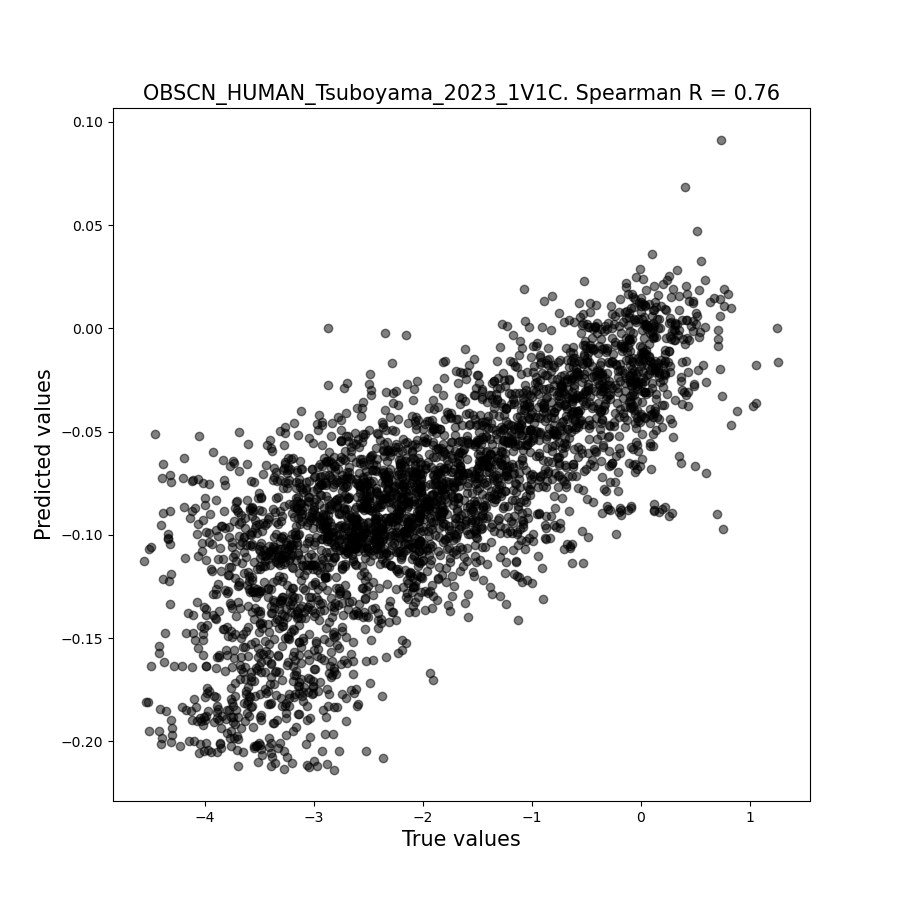 OBSCN_HUMAN_Tsuboyama_2023_1V1C. Spearman R = 0.76
0.10
0.05
0.00
−0.05
−0.10
−0.15
−0.20
Predicted values
−4 −3 −2 −1 0 1
True values